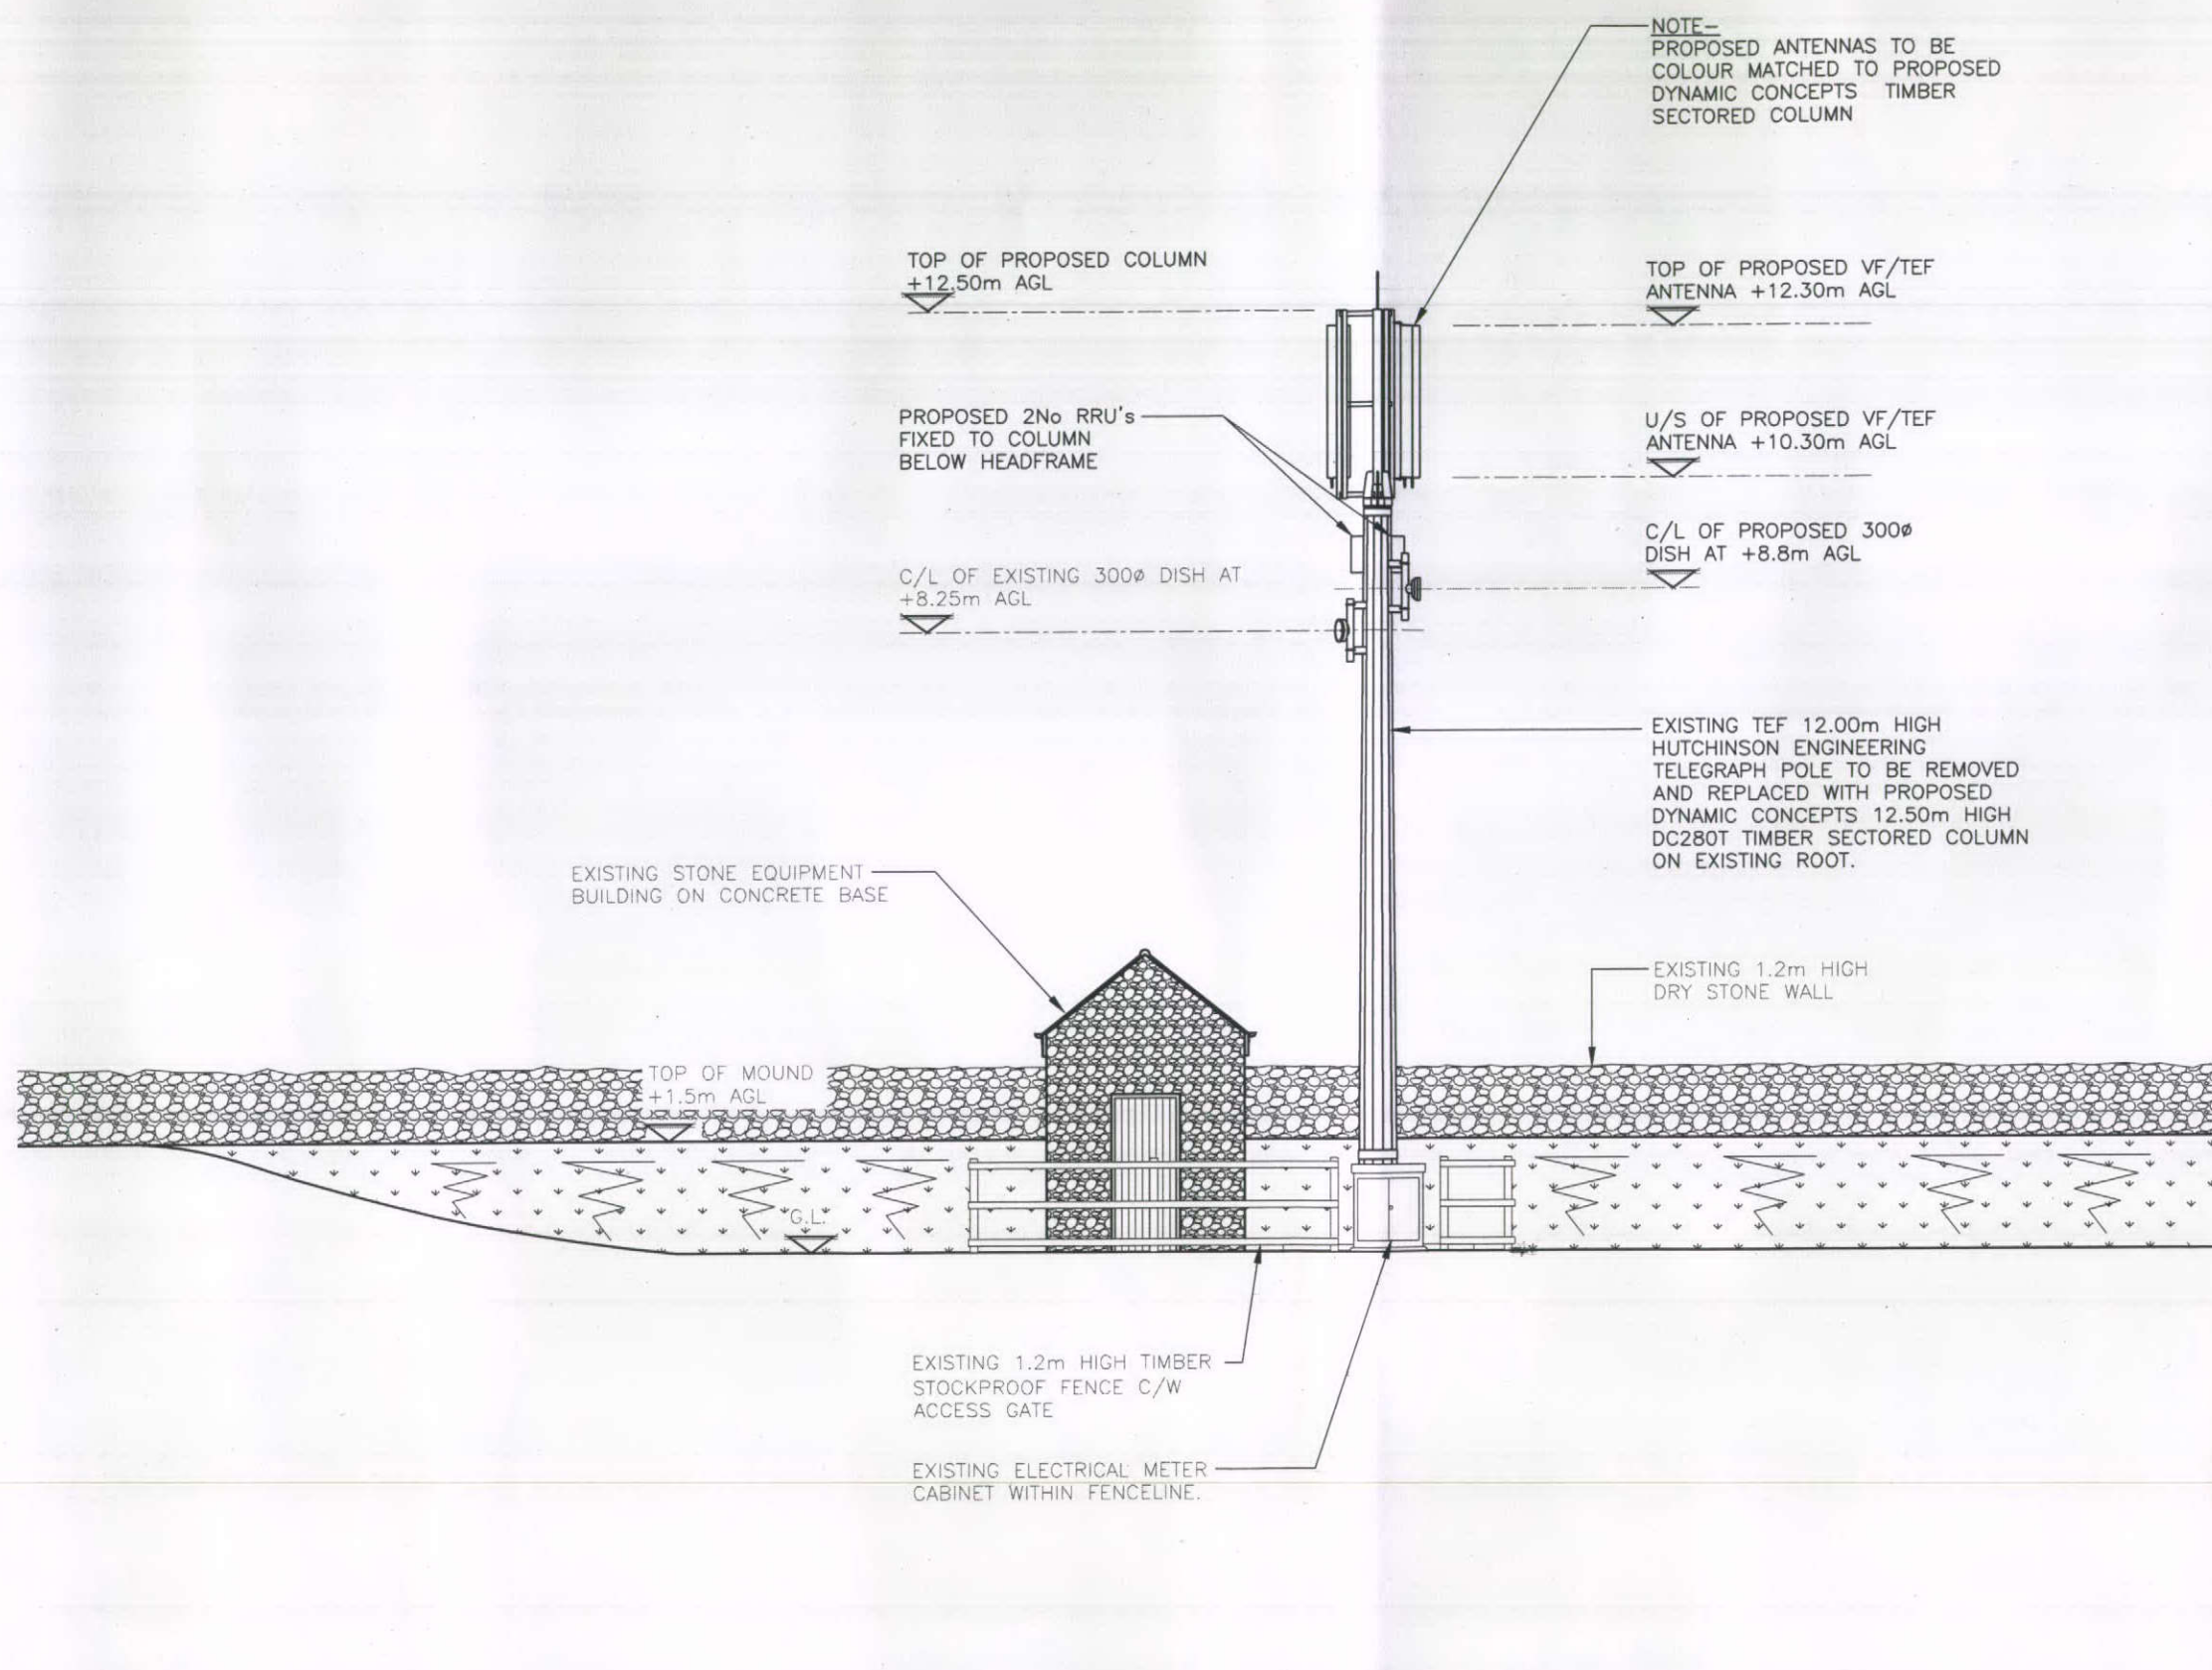 NOTE–
PROPOSED ANTENNAS TO BE
COLOUR MATCHED TO PROPOSED
DYNAMIC CONCEPTS TIMBER
SECTORED COLUMN
TOP OF PROPOSED COLUMN
+12.50m AGL
TOP OF PROPOSED VF/TEF
ANTENNA +12.30m AGL
PROPOSED 2No RRU's
FIXED TO COLUMN
BELOW HEADFRAME
U/S OF PROPOSED VF/TEF
ANTENNA +10.30m AGL
C/L OF PROPOSED 300ø
DISH AT +8.8m AGL
C/L OF EXISTING 300ø DISH AT
+8.25m AGL
EXISTING TEF 12.00m HIGH
HUTCHINSON ENGINEERING
TELEGRAPH POLE TO BE REMOVED
AND REPLACED WITH PROPOSED
DYNAMIC CONCEPTS 12.50m HIGH
DC280T TIMBER SECTORED COLUMN
ON EXISTING ROOT.
EXISTING STONE EQUIPMENT
BUILDING ON CONCRETE BASE
EXISTING 1.2m HIGH
DRY STONE WALL
TOP OF MOUND
+1.5m AGL
G.L.
EXISTING 1.2m HIGH TIMBER
STOCKPROOF FENCE C/W
ACCESS GATE
EXISTING ELECTRICAL METER
CABINET WITHIN FENCELINE.